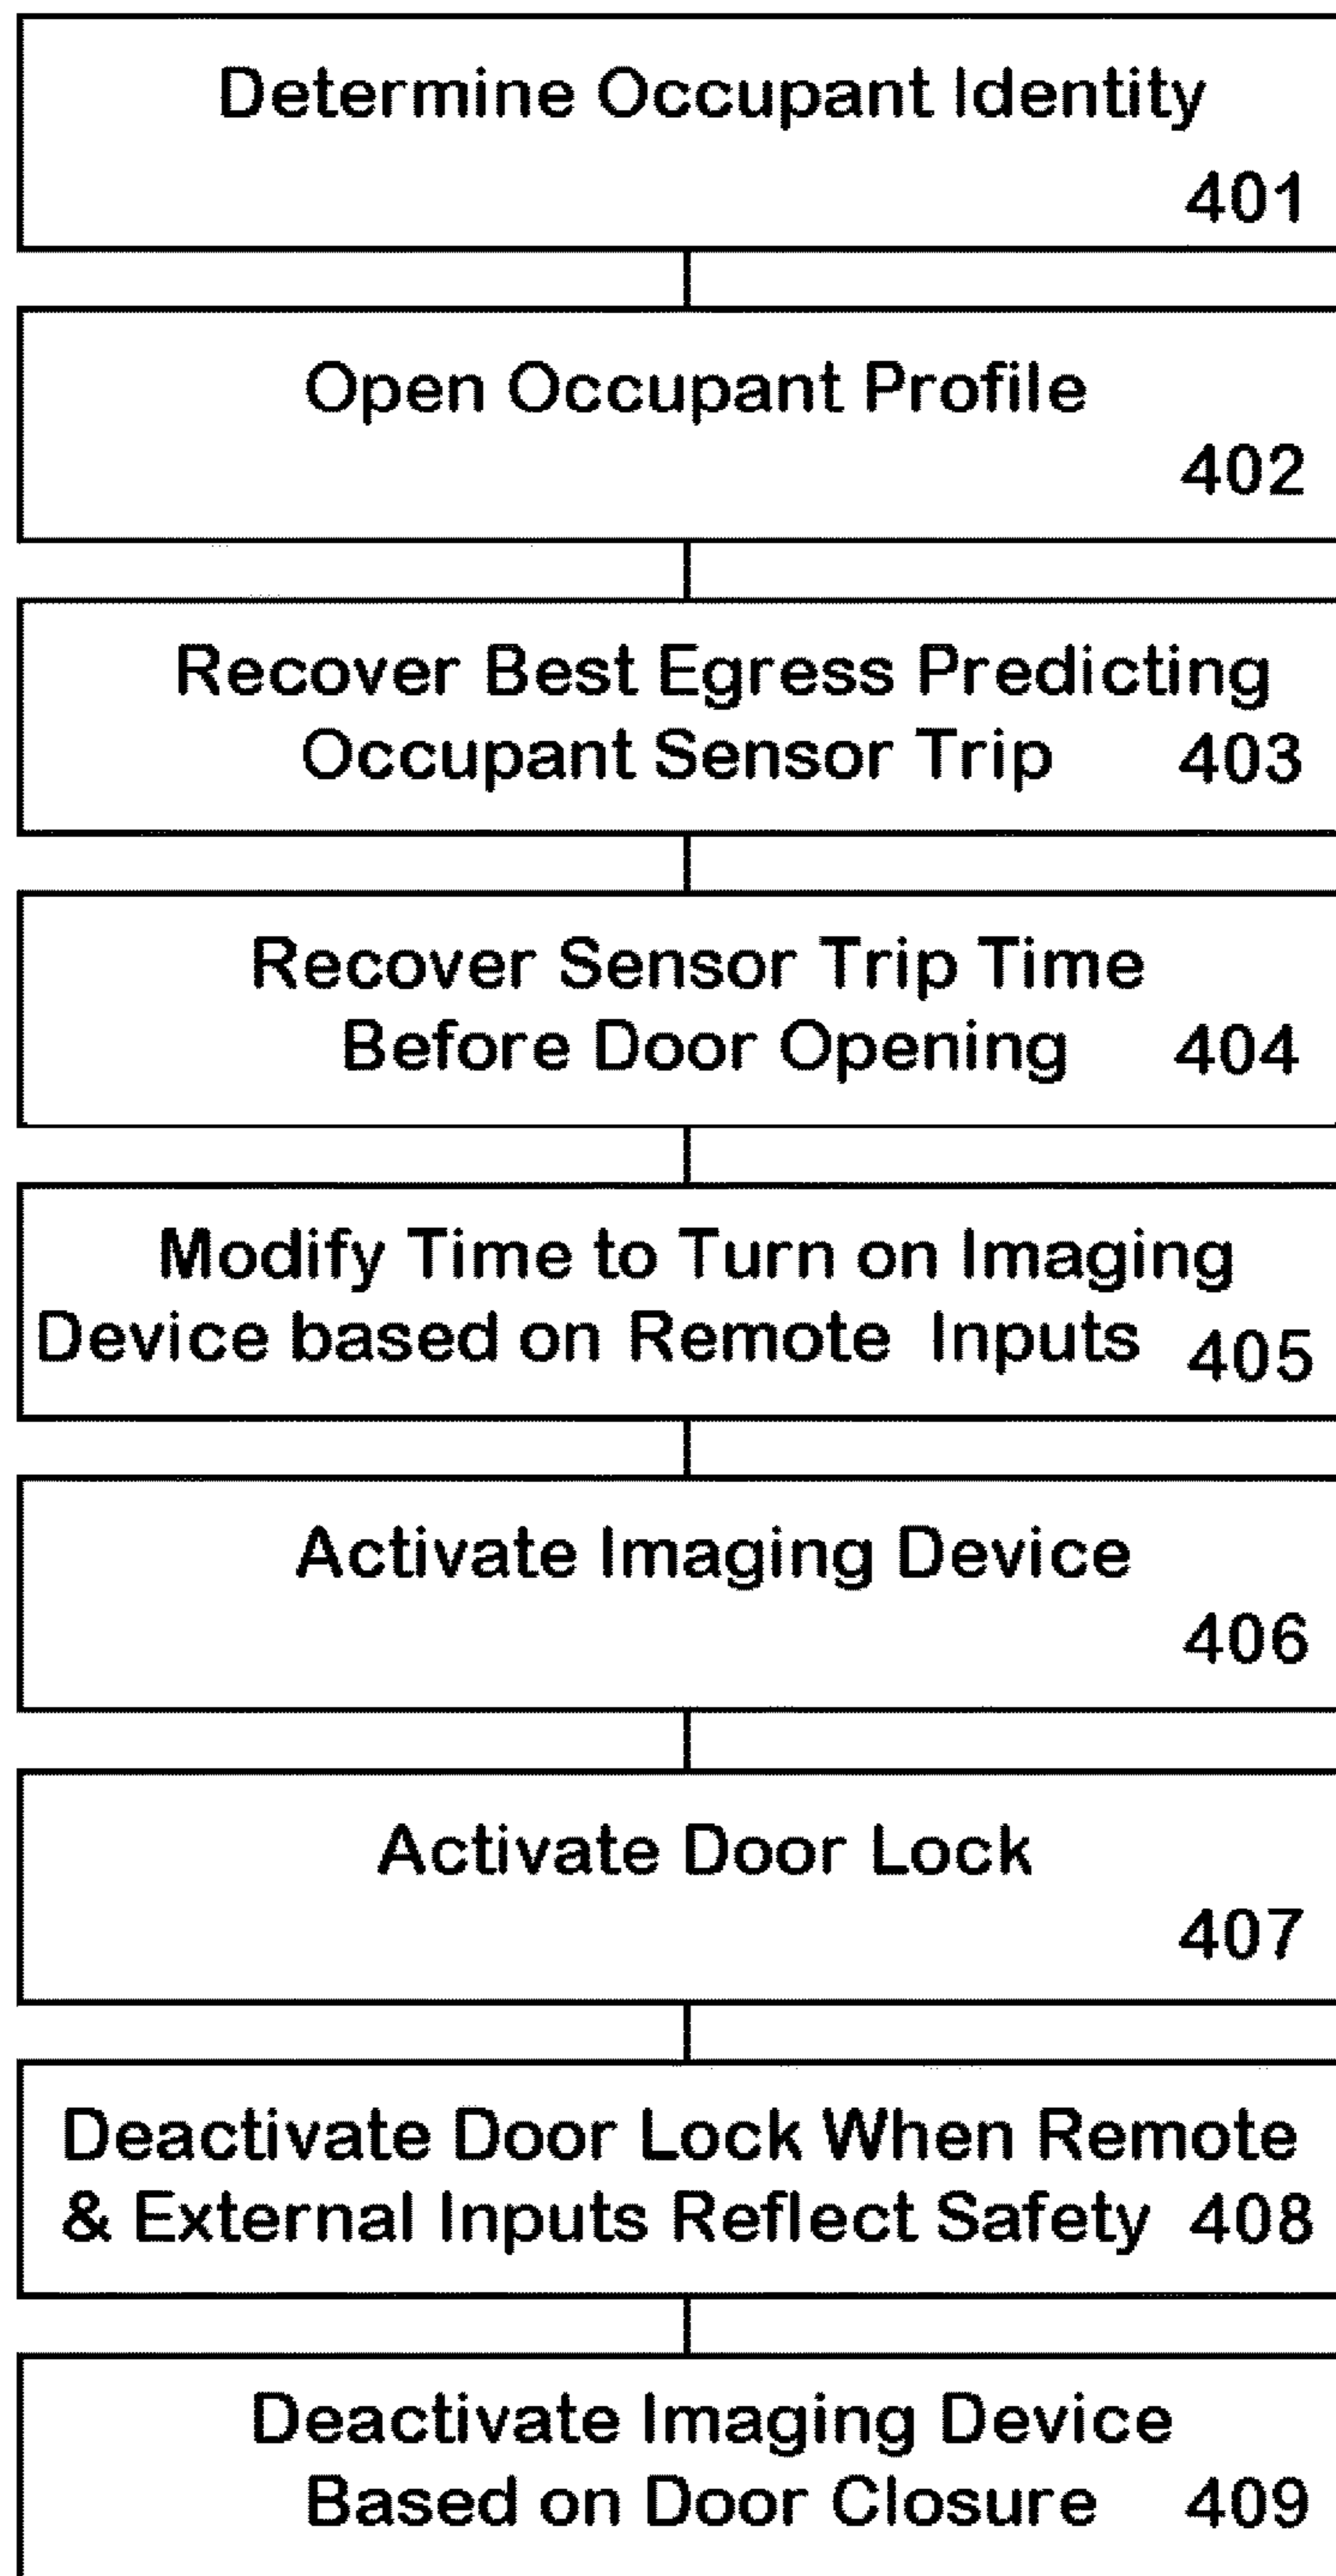 Determine Occupant Identity
401
Open Occupant Profile
402
Recover Best Egress Predicting
Occupant Sensor Trip 403
Recover Sensor Trip Time
Before Door Opening 404
Modify Time to Turn on Imaging
Device based on Remote Inputs 405
Activate Imaging Device
406
Activate Door Lock
407
Deactivate Door Lock When Remote
& External Inputs Reflect Safety 408
Deactivate Imaging Device
Based on Door Closure 409